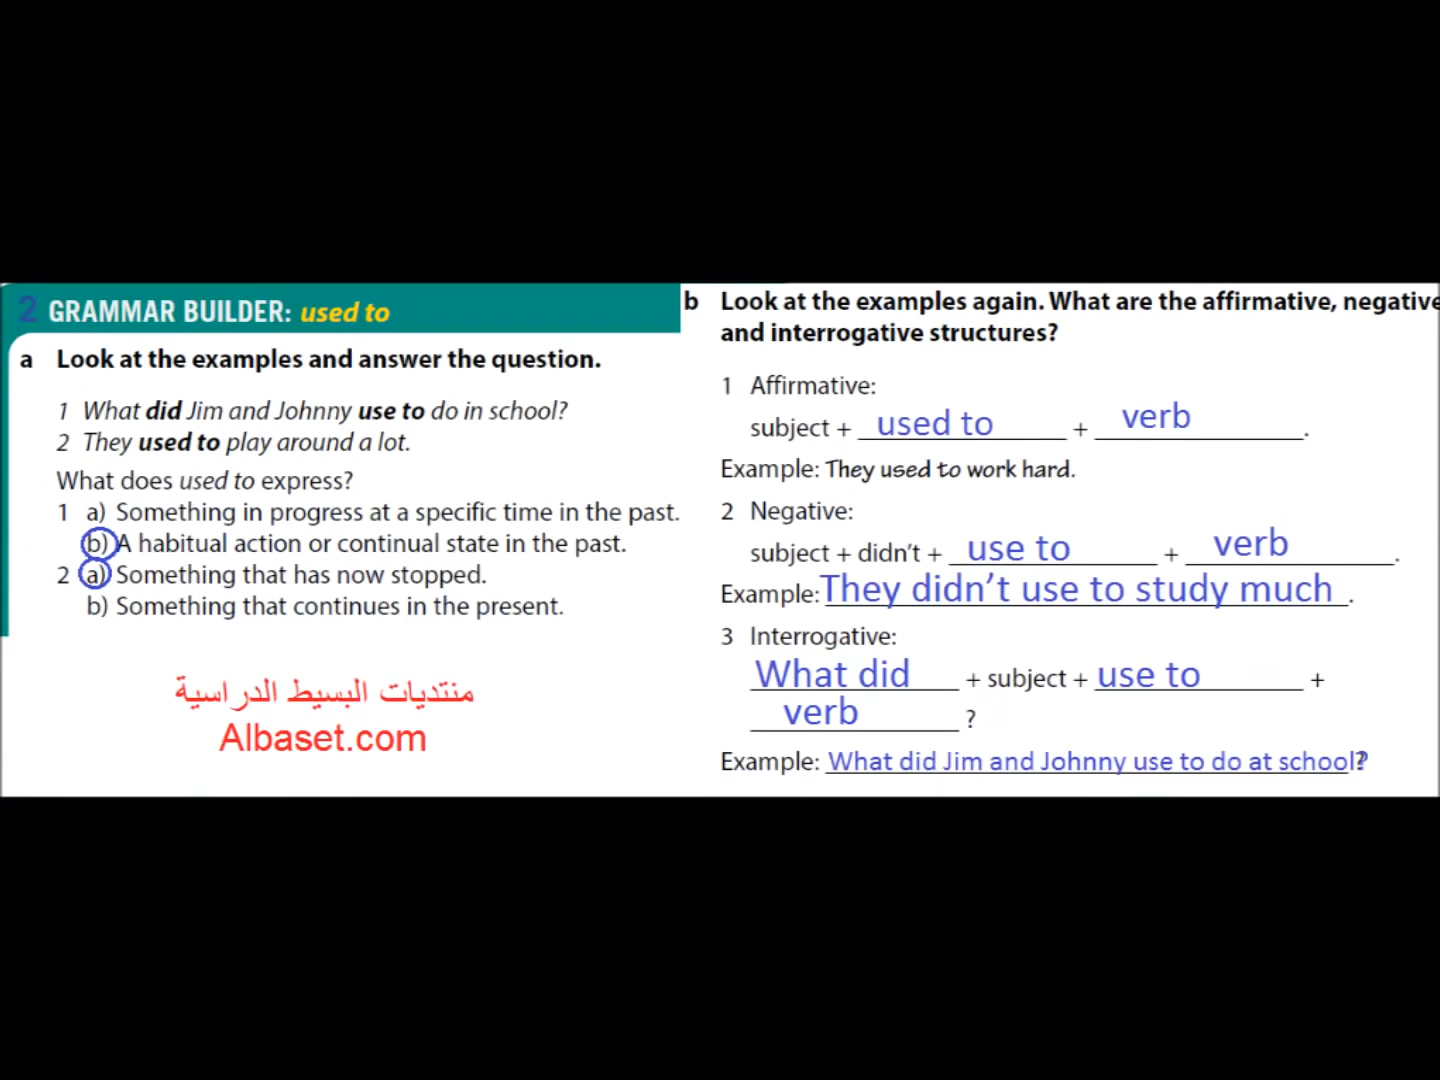 2 GRAMMAR BUILDER: used to
a Look at the examples and answer the question.
1 What did Jim and Johnny use to do in school?
2 They used to play around a lot.
What does used to express?
1 a) Something in progress at a specific time in the past.
b) A habitual action or continual state in the past.
2 a) Something that has now stopped.
b) Something that continues in the present.
منتديات البسيط الدراسية
Albaset.com
b Look at the examples again. What are the affirmative, negative
and interrogative structures?
1 Affirmative:
subject + used to + verb.
Example: They used to work hard.
2 Negative:
subject + didn't + use to + verb.
Example: They didn't use to study much.
3 Interrogative:
What did + subject + use to +
verb ?
Example: What did Jim and Johnny use to do at school?